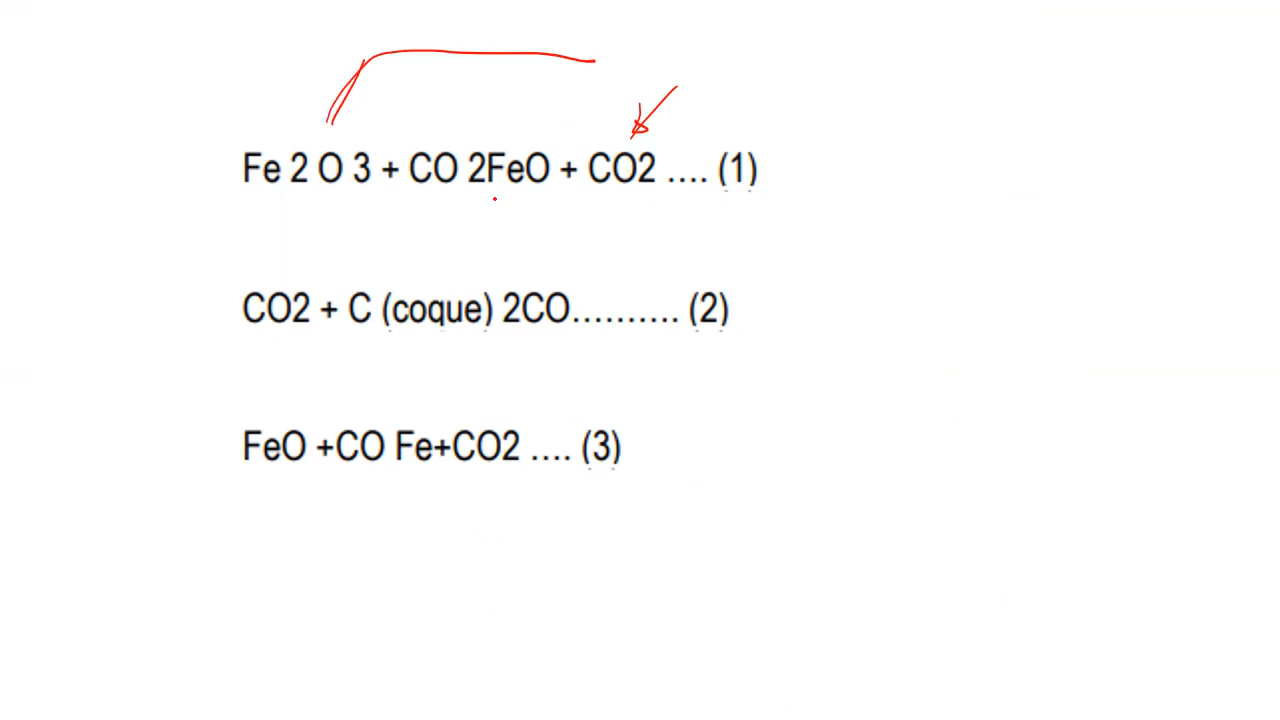 Fe 2 O 3 + CO 2FeO + CO2 .... (1)
CO2 + C (coque) 2CO.......... (2)
FeO +CO Fe+CO2 .... (3)